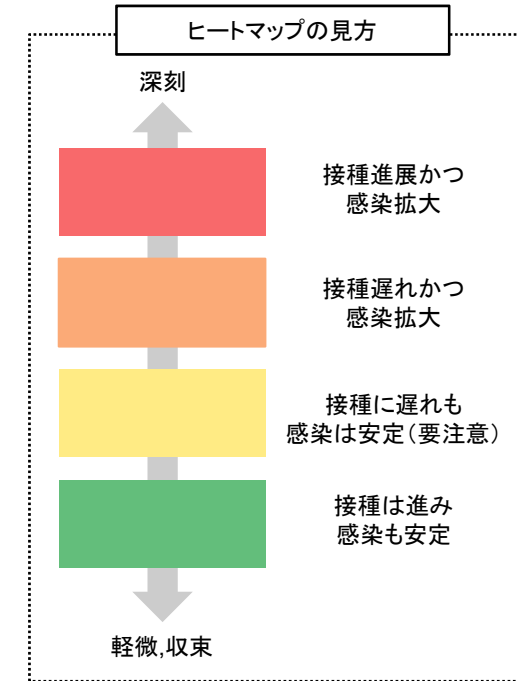 ヒートマップの見方
深刻
接種進展かつ
感染拡大
接種遅れかつ
感染拡大
接種に遅れも
感染は安定(要注意)
接種は進み
感染も安定
軽微,収束